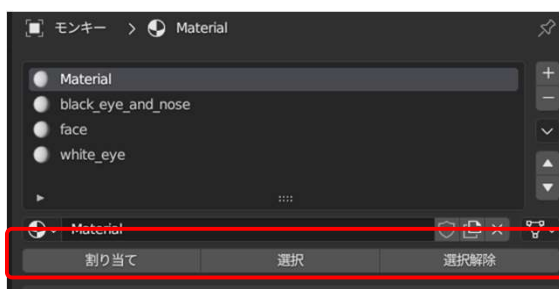 モンキー > Material
Material
black_eye_and_nose
face
white_eye
Material
割り当て 選択 選択解除